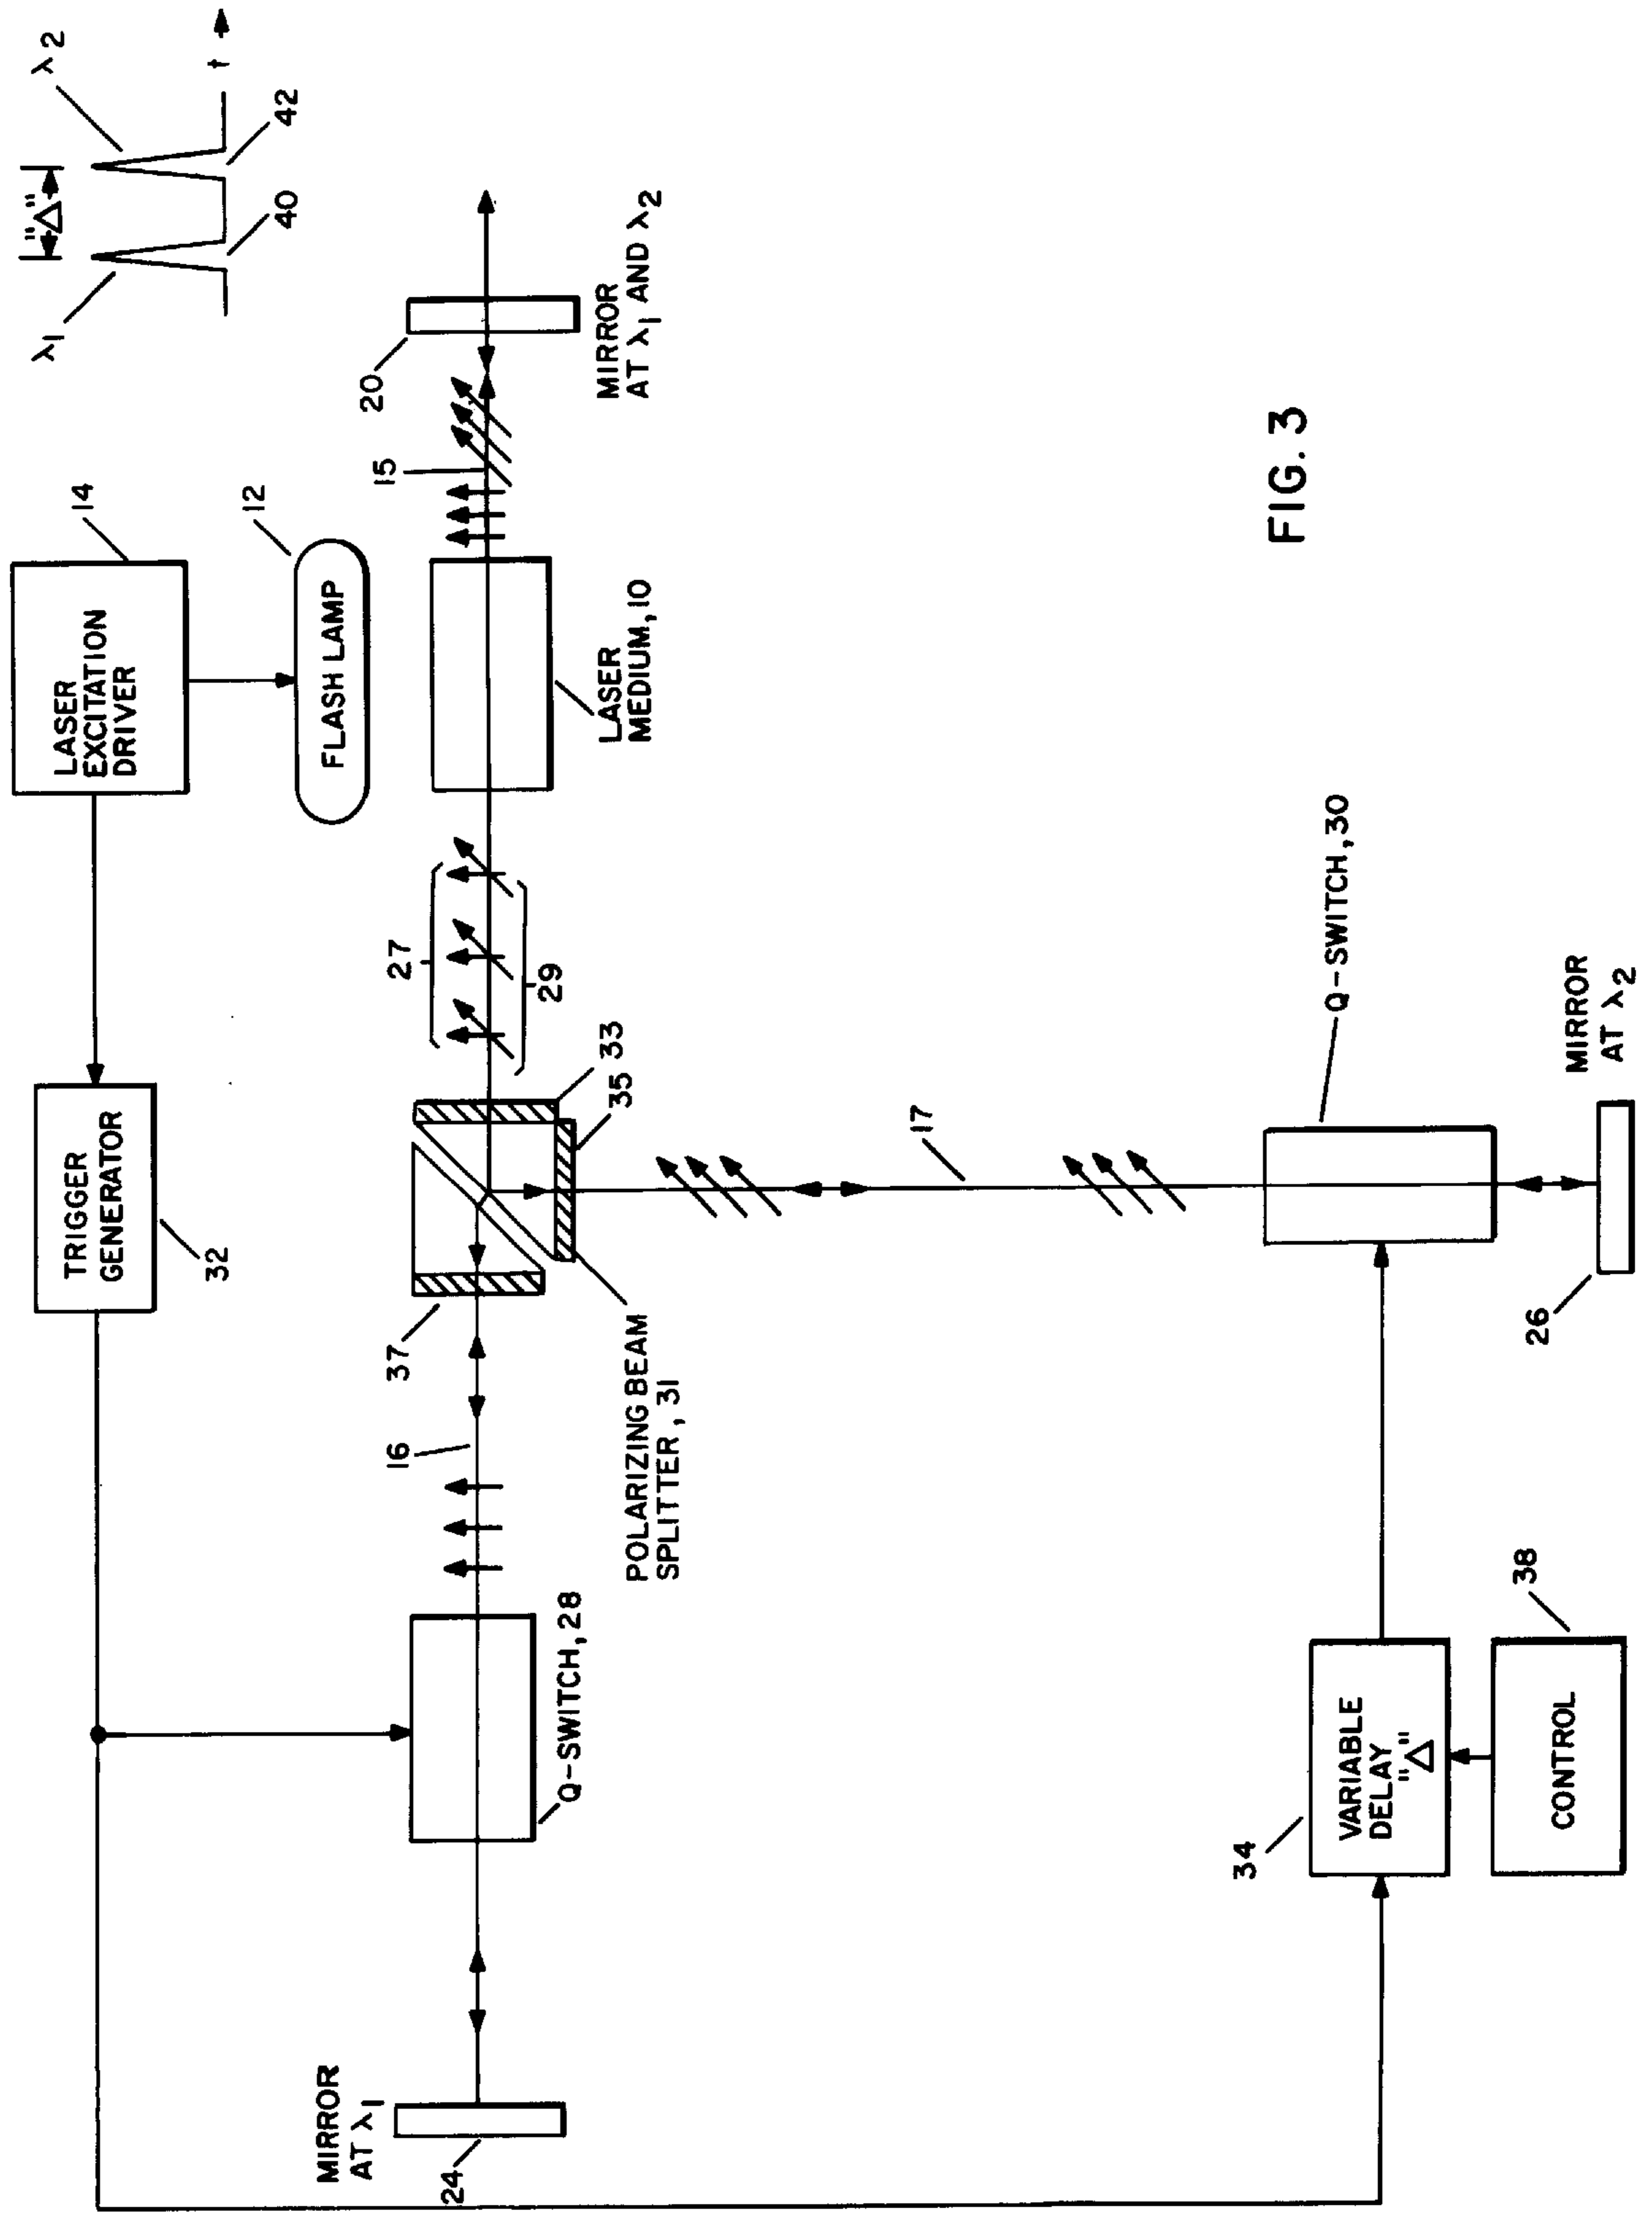 λ1
"Δ"
λ2
t
40
42
LASER
EXCITATION
DRIVER
14
12
FLASH LAMP
TRIGGER
GENERATOR
32
MIRROR
AT λ1
24
Q-SWITCH, 28
16
37
POLARIZING BEAM
SPLITTER, 31
35
33
27
29
LASER
MEDIUM, 10
15
20
MIRROR
AT λ1 AND λ2
17
Q-SWITCH, 30
MIRROR
AT λ2
26
34
VARIABLE
DELAY
"Δ"
CONTROL
38
FIG. 3